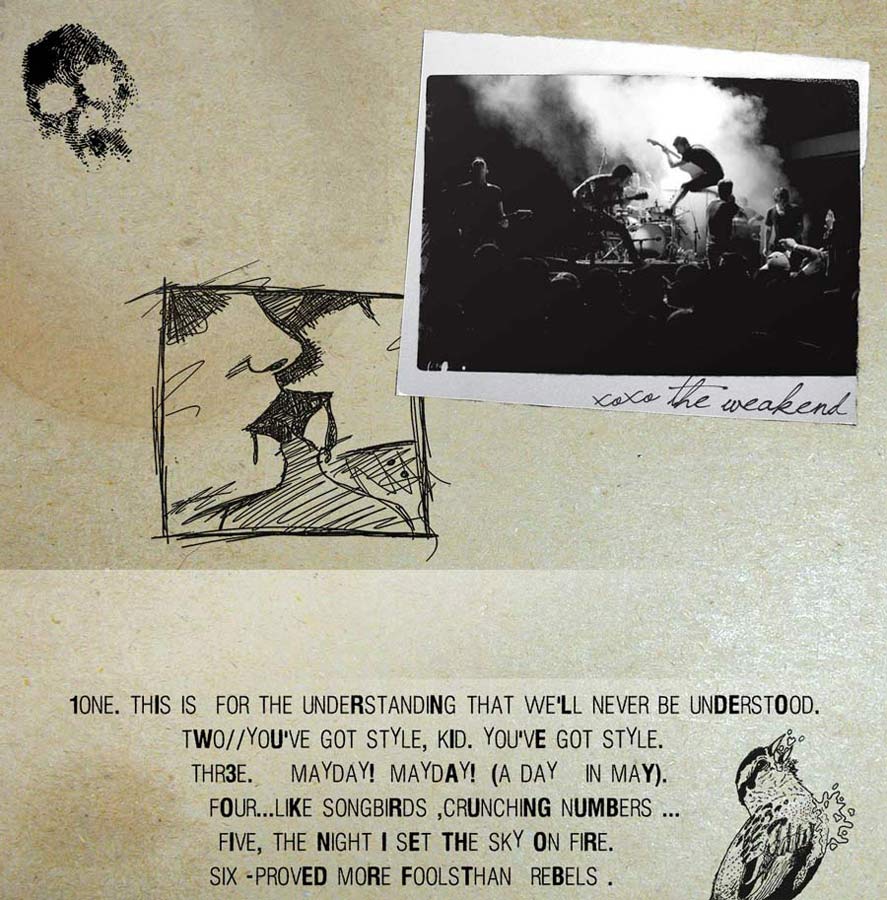 xoxo the weakend
1ONE. THIS IS FOR THE UNDERSTANDING THAT WE'LL NEVER BE UNDERSTOOD.
TWO//YOU'VE GOT STYLE, KID. YOU'VE GOT STYLE.
THR3E. MAYDAY! MAYDAY! (A DAY IN MAY).
FOUR...LIKE SONGBIRDS ,CRUNCHING NUMBERS ...
FIVE, THE NIGHT I SET THE SKY ON FIRE.
SIX -PROVED MORE FOOLSTHAN REBELS .